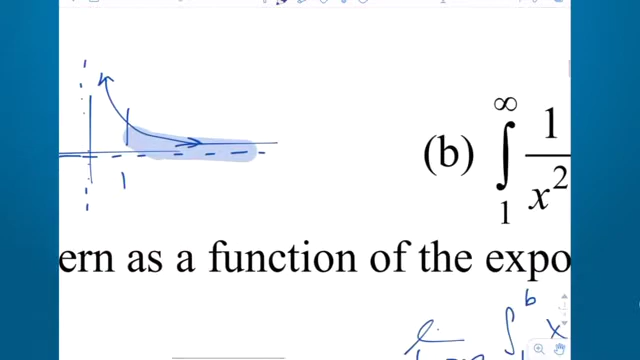 (b) ∫₁^∞ 1/x²
1
ern as a function of the expo
∫ b x